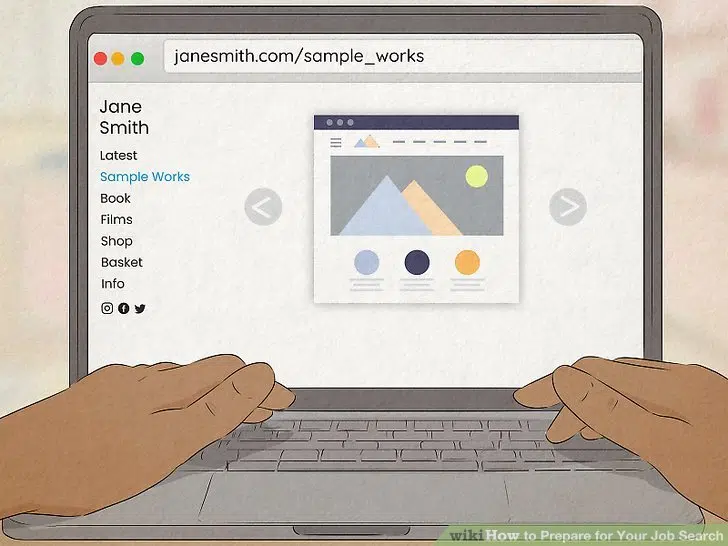 janesmith.com/sample_works
Jane
Smith
Latest
Sample Works
Book
Films
Shop
Basket
Info
wikiHow to Prepare for Your Job Search